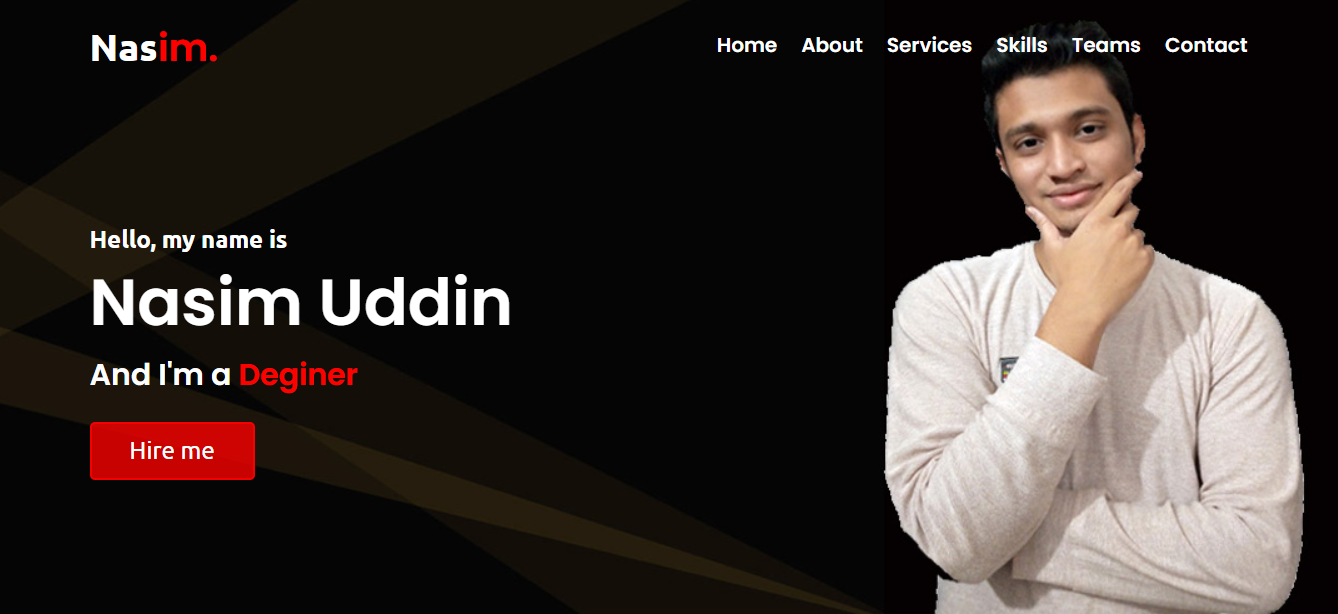 Nasim.
Home About Services Skills Teams Contact
Hello, my name is
Nasim Uddin
And I'm a Deginer
Hire me